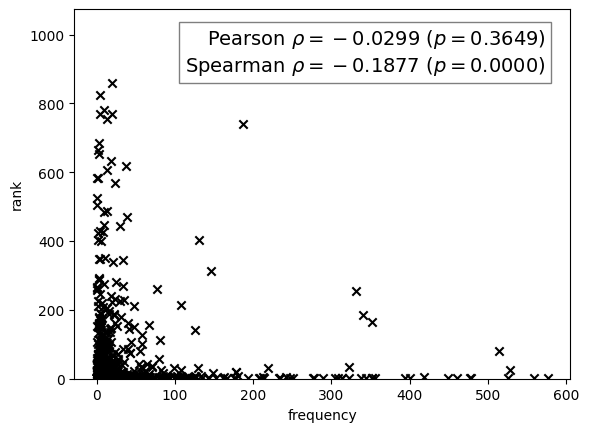 1000
800
600
400
200
0
rank
Pearson ρ = −0.0299 (p = 0.3649)
Spearman ρ = −0.1877 (p = 0.0000)
0 100 200 300 400 500 600
frequency